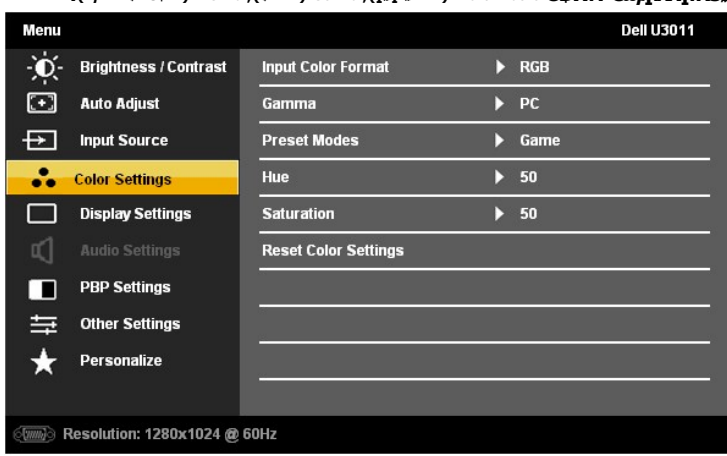 Menu Dell U3011
Brightness / Contrast Input Color Format RGB
Auto Adjust Gamma PC
Input Source Preset Modes Game
Color Settings Hue 50
Display Settings Saturation 50
Audio Settings Reset Color Settings
PBP Settings
Other Settings
Personalize
Resolution: 1280x1024 @ 60Hz